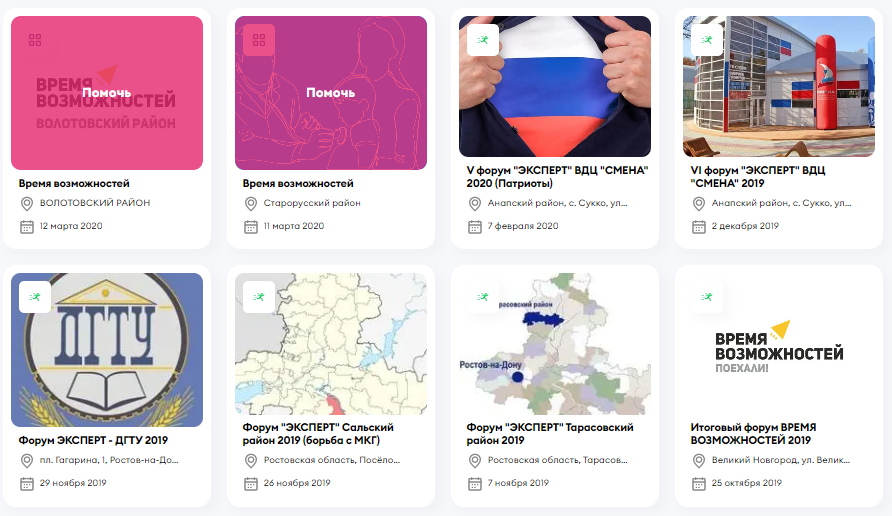 ВРЕМЯ
ВОЗМОЖНОСТЕЙ
ВОЛОТОВСКИЙ РАЙОН
Помочь
Время возможностей
ВОЛОТОВСКИЙ РАЙОН
12 марта 2020
Помочь
Время возможностей
Старорусский район
11 марта 2020
V форум "ЭКСПЕРТ" ВДЦ "СМЕНА"
2020 (Патриоты)
Анапский район, с. Сукко, ул...
7 февраля 2020
VI форум "ЭКСПЕРТ" ВДЦ
"СМЕНА" 2019
Анапский район, с. Сукко, ул...
2 декабря 2019
ДГТУ
Форум ЭКСПЕРТ - ДГТУ 2019
пл. Гагарина, 1, Ростов-на-До...
29 ноября 2019
Форум "ЭКСПЕРТ" Сальский
район 2019 (борьба с МКГ)
Ростовская область, Посёло...
26 ноября 2019
расовский район
Ростов-на-Дону
Форум "ЭКСПЕРТ" Тарасовский
район 2019
Ростовская область, Тарасов...
7 ноября 2019
ВРЕМЯ
ВОЗМОЖНОСТЕЙ
ПОЕХАЛИ!
Итоговый форум ВРЕМЯ
ВОЗМОЖНОСТЕЙ 2019
Великий Новгород, ул. Велик...
25 октября 2019